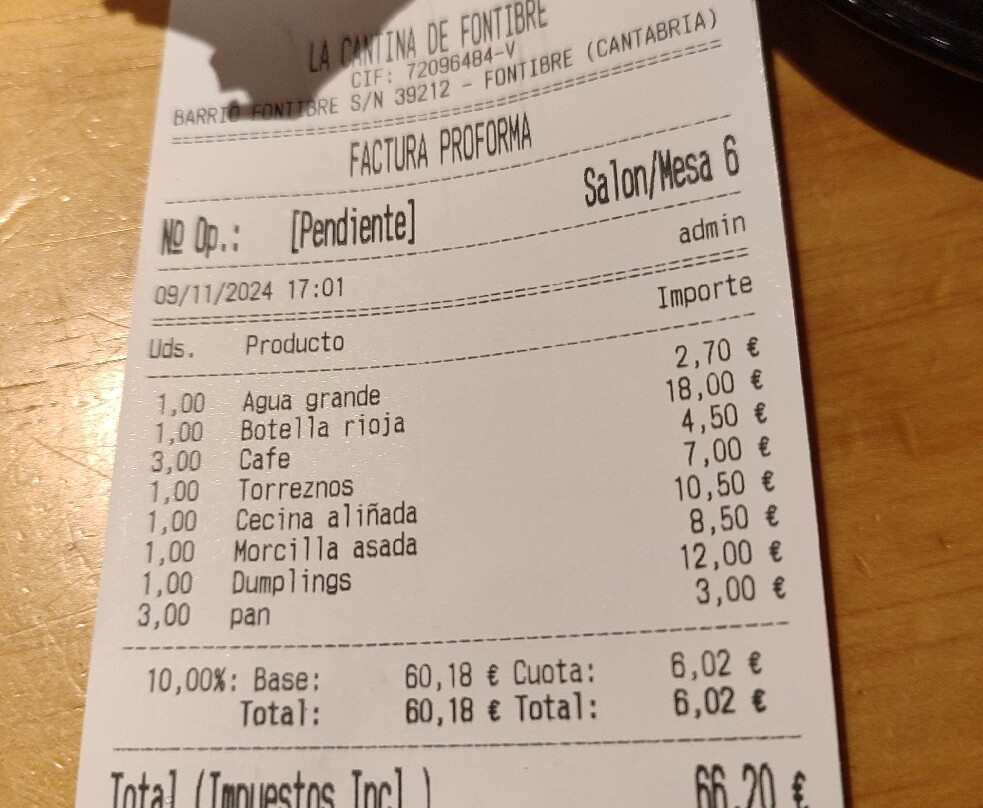 LA CANTINA DE FONTIBRE
CIF: 72096484-V
BARRIO FONTIBRE S/N 39212 - FONTIBRE (CANTABRIA)
FACTURA PROFORMA
Nº Op.: [Pendiente] Salon/Mesa 6
09/11/2024 17:01 admin
Uds. Producto Importe
1,00 Agua grande 2,70 €
1,00 Botella rioja 18,00 €
3,00 Cafe 4,50 €
1,00 Torreznos 7,00 €
1,00 Cecina aliñada 10,50 €
1,00 Morcilla asada 8,50 €
1,00 Dumplings 12,00 €
3,00 pan 3,00 €
10,00%: Base: 60,18 € Cuota: 6,02 €
Total: 60,18 € Total: 6,02 €
Total (Impuestos Incl.) 66,20 €